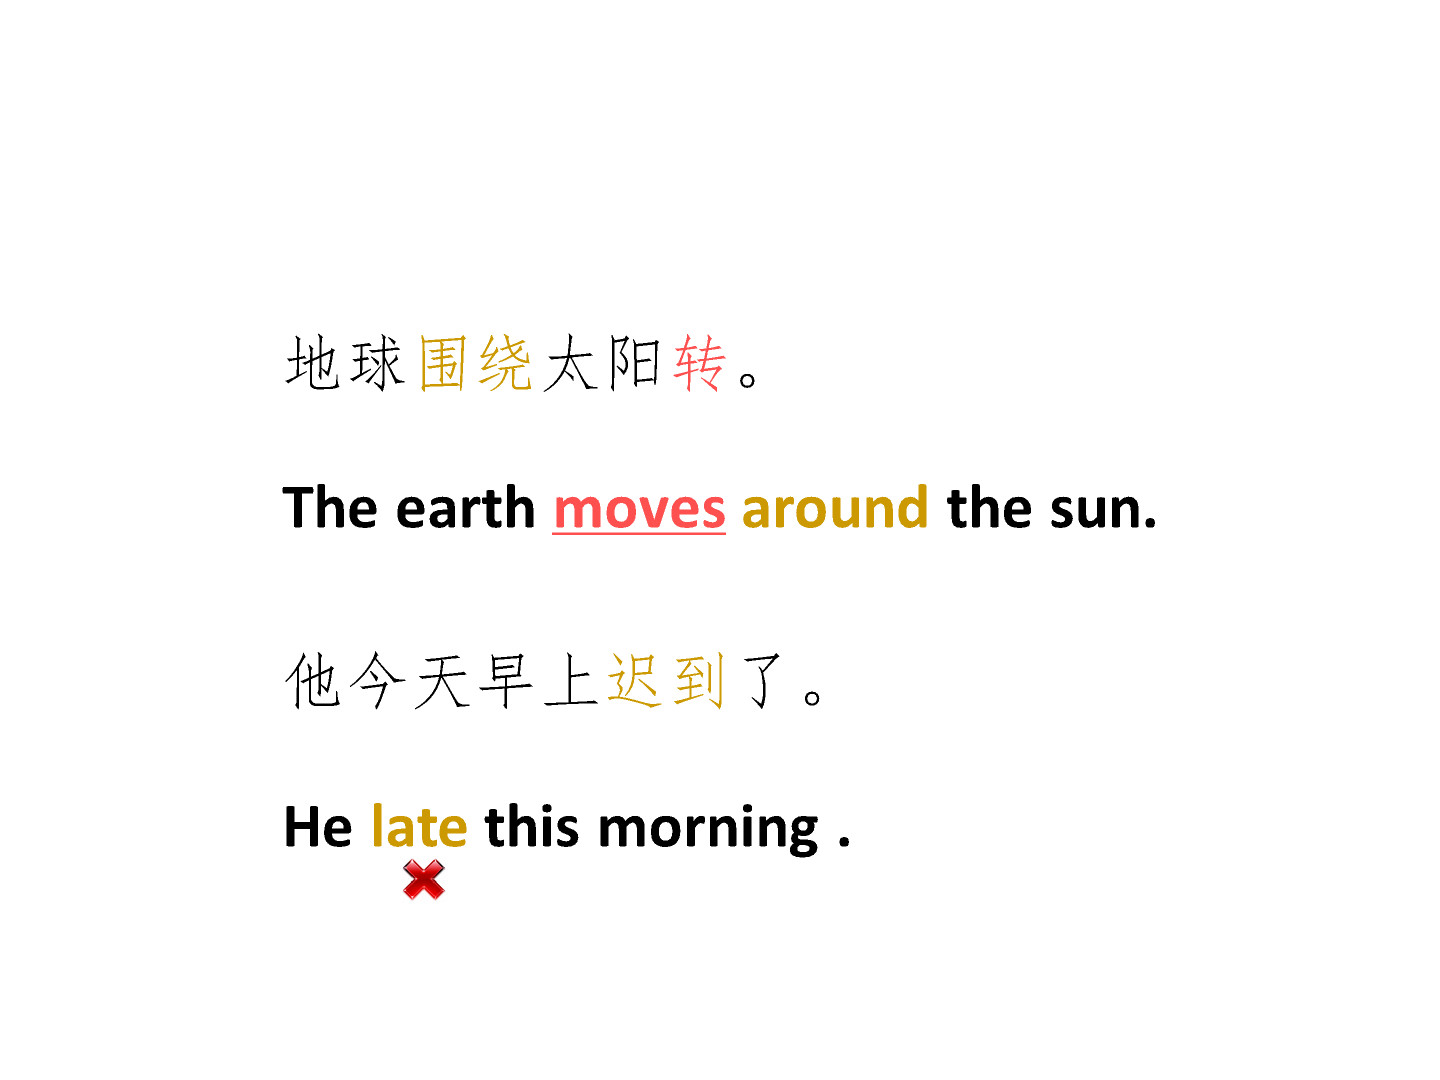 地球围绕太阳转。
The earth moves around the sun.
他今天早上迟到了。
He late this morning .